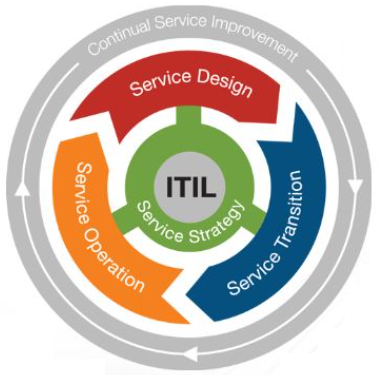 Continual Service Improvement
Service Design
ITIL
Service Strategy
Service Operation
Service Transition